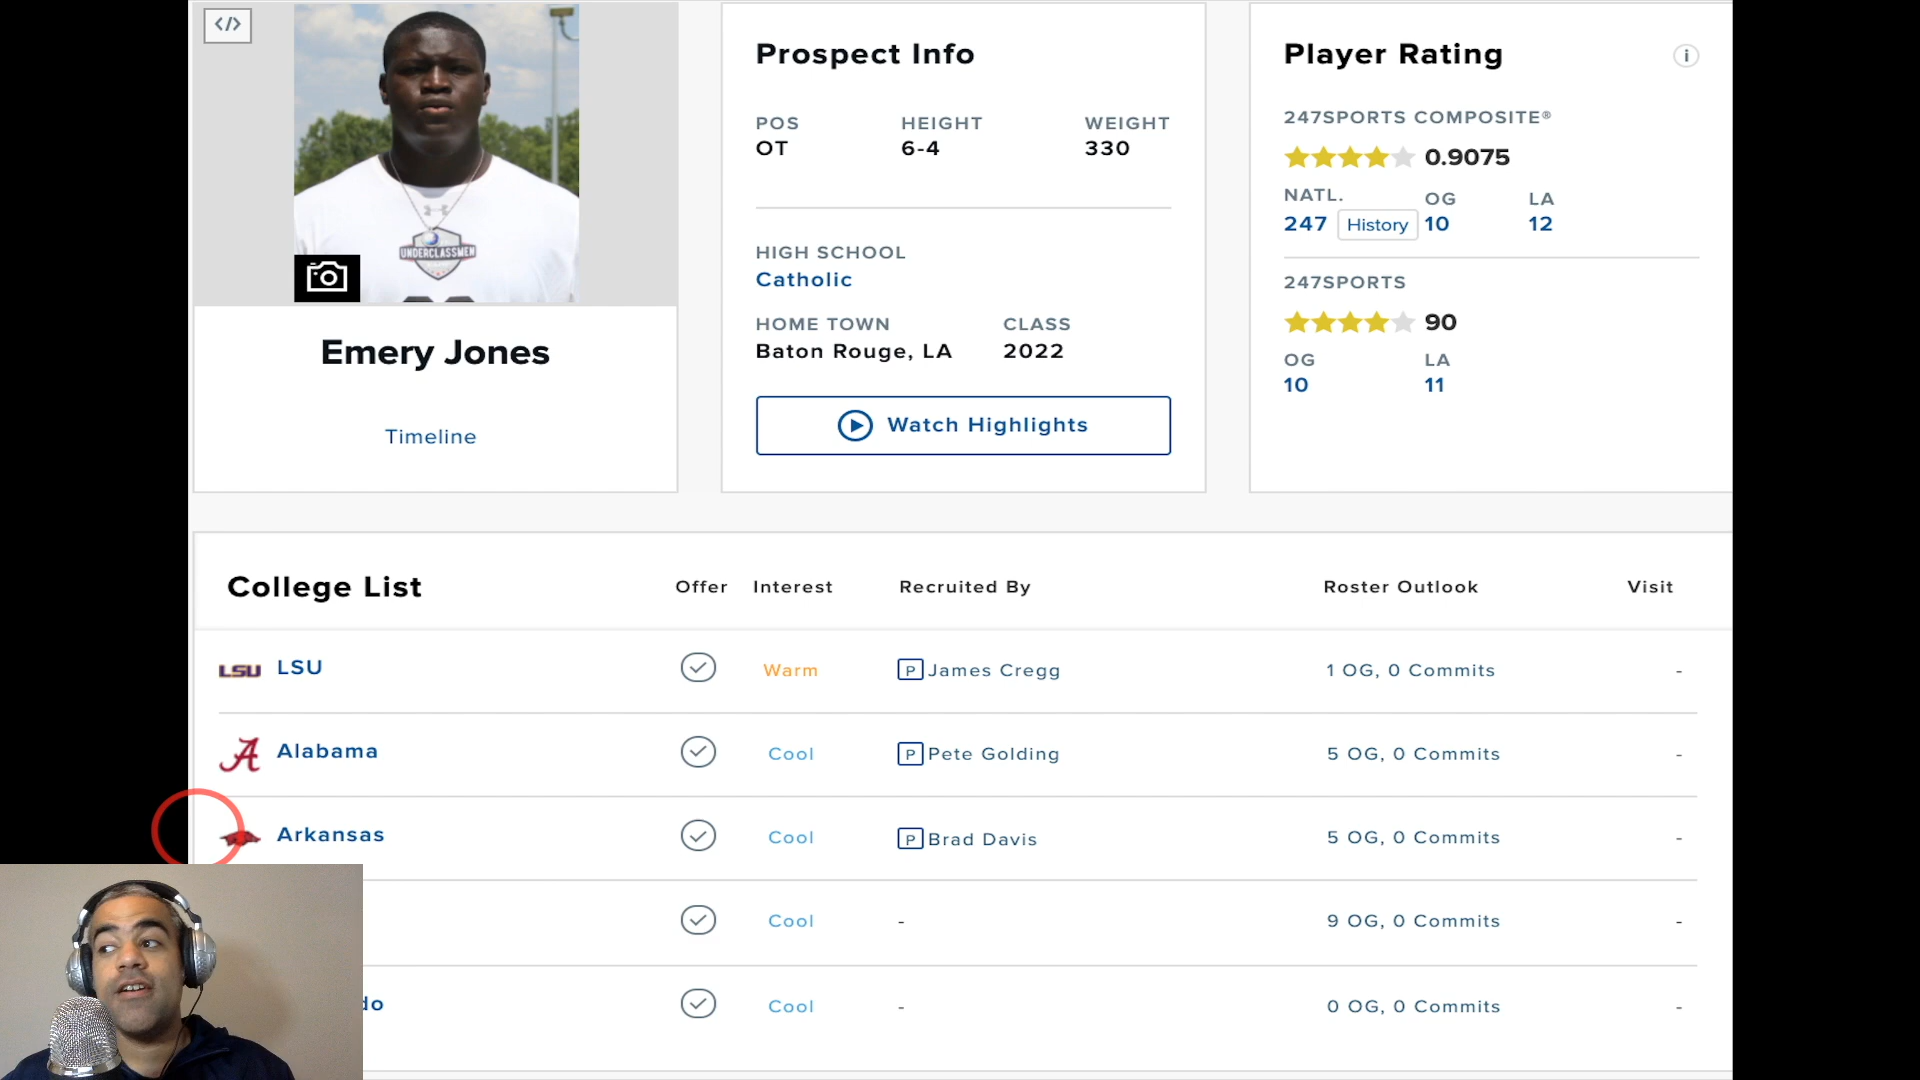 </>
UNDERCLASSMEN
Emery Jones
Timeline
Prospect Info
POS HEIGHT WEIGHT
OT 6-4 330
HIGH SCHOOL
Catholic
HOME TOWN CLASS
Baton Rouge, LA 2022
Watch Highlights
Player Rating i
247SPORTS COMPOSITE®
0.9075
NATL. OG LA
247 History 10 12
247SPORTS
90
OG LA
10 11
College List Offer Interest Recruited By Roster Outlook Visit
LSU LSU Warm P James Cregg 1 OG, 0 Commits -
A Alabama Cool P Pete Golding 5 OG, 0 Commits -
Arkansas Cool P Brad Davis 5 OG, 0 Commits -
Cool - 9 OG, 0 Commits -
do Cool - 0 OG, 0 Commits -